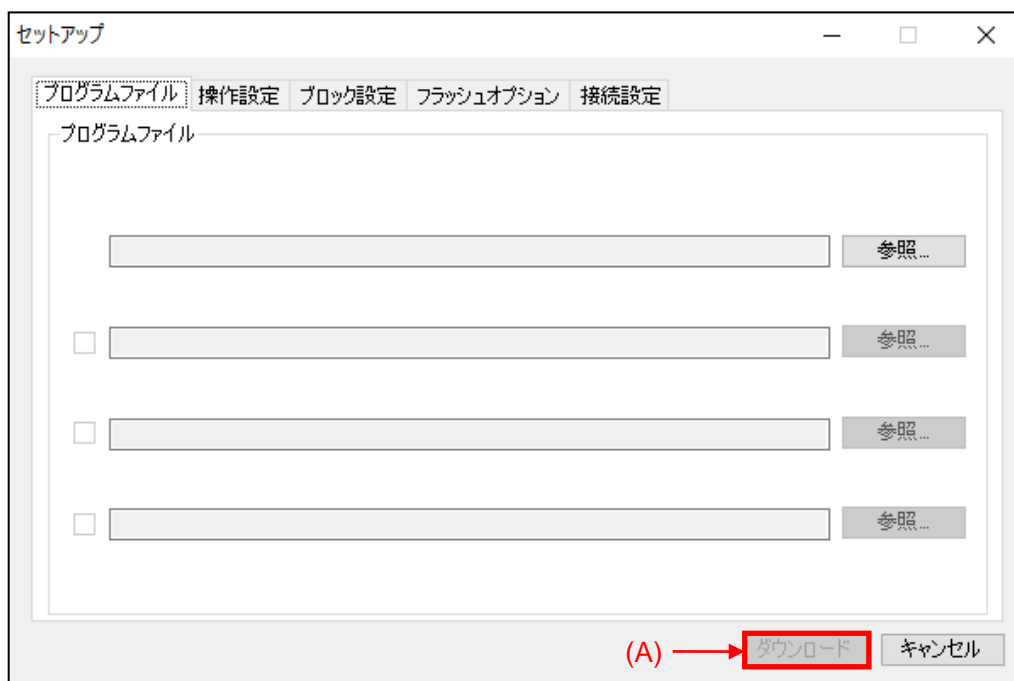 セットアップ
プログラムファイル 操作設定 ブロック設定 フラッシュオプション 接続設定
プログラムファイル
参照...
参照...
参照...
参照...
(A) ダウンロード キャンセル